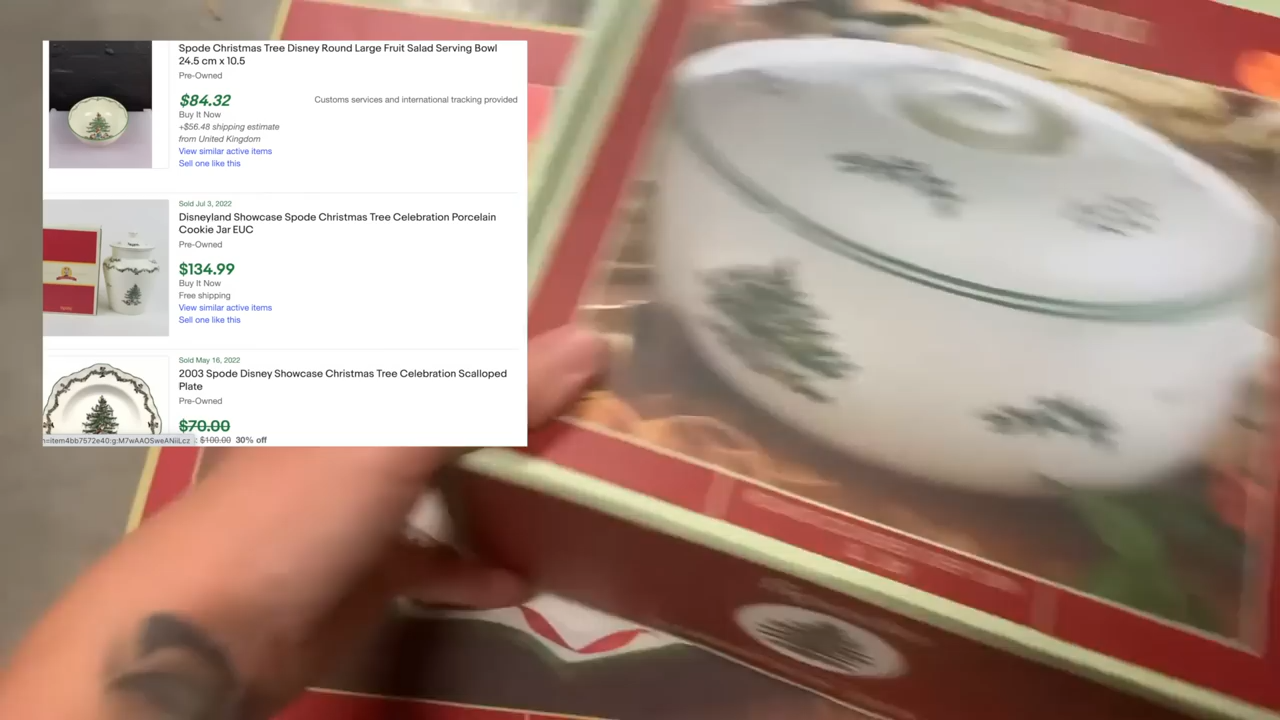 Spode Christmas Tree Disney Round Large Fruit Salad Serving Bowl
24.5 cm x 10.5
Pre-Owned
$84.32
Customs services and international tracking provided
Buy It Now
+$56.48 shipping estimate
from United Kingdom
View similar active items
Sell one like this
Sold Jul 3, 2022
Disneyland Showcase Spode Christmas Tree Celebration Porcelain
Cookie Jar EUC
Pre-Owned
$134.99
Buy It Now
Free shipping
View similar active items
Sell one like this
Sold May 16, 2022
2003 Spode Disney Showcase Christmas Tree Celebration Scalloped
Plate
Pre-Owned
$70.00
$100.00 30% off